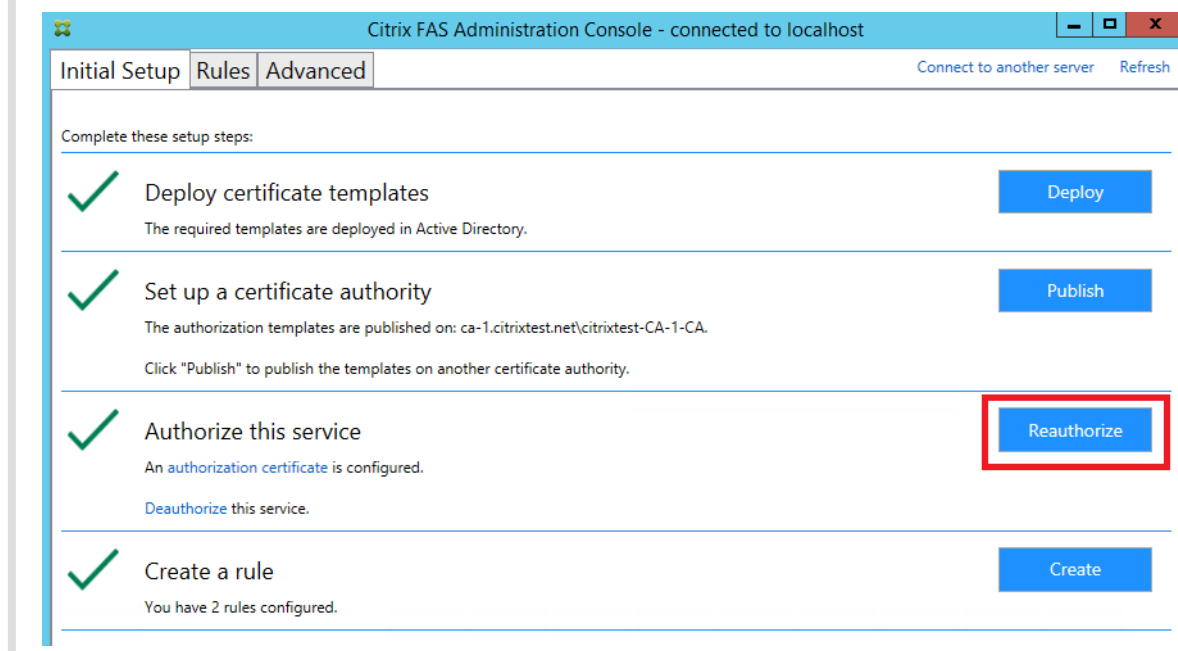 Citrix FAS Administration Console - connected to localhost
Initial Setup Rules Advanced Connect to another server Refresh
Complete these setup steps:
Deploy certificate templates Deploy
The required templates are deployed in Active Directory.
Set up a certificate authority Publish
The authorization templates are published on: ca-1.citrixtest.net\citrixtest-CA-1-CA.
Click "Publish" to publish the templates on another certificate authority.
Authorize this service Reauthorize
An authorization certificate is configured.
Deauthorize this service.
Create a rule Create
You have 2 rules configured.